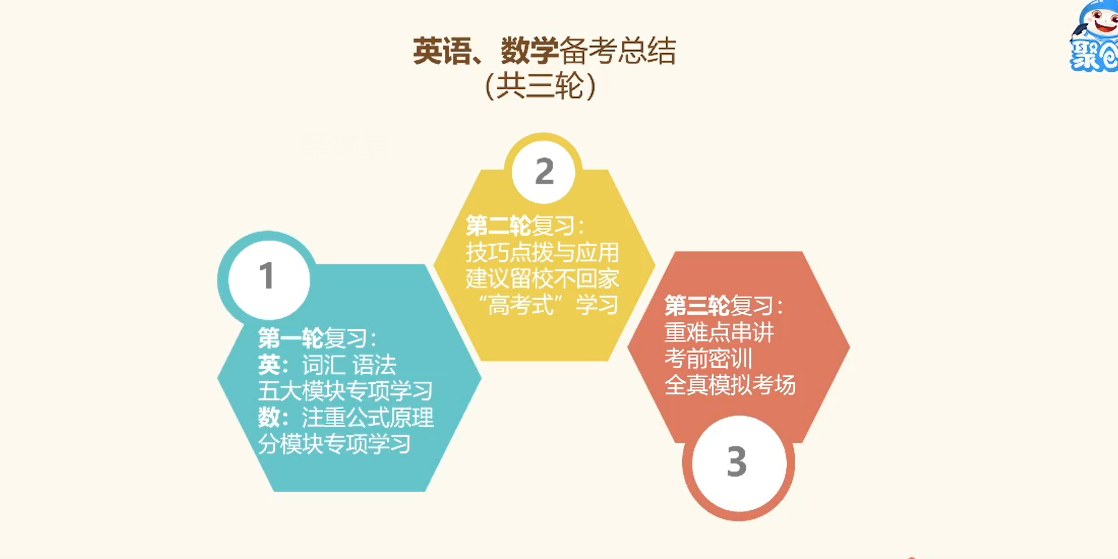 英语、数学备考总结
（共三轮）
1
第一轮复习：
英：词汇 语法
五大模块专项学习
数：注重公式原理
分模块专项学习
2
第二轮复习：
技巧点拨与应用
建议留校不回家
“高考式”学习
第三轮复习：
重难点串讲
考前密训
全真模拟考场
3
聚